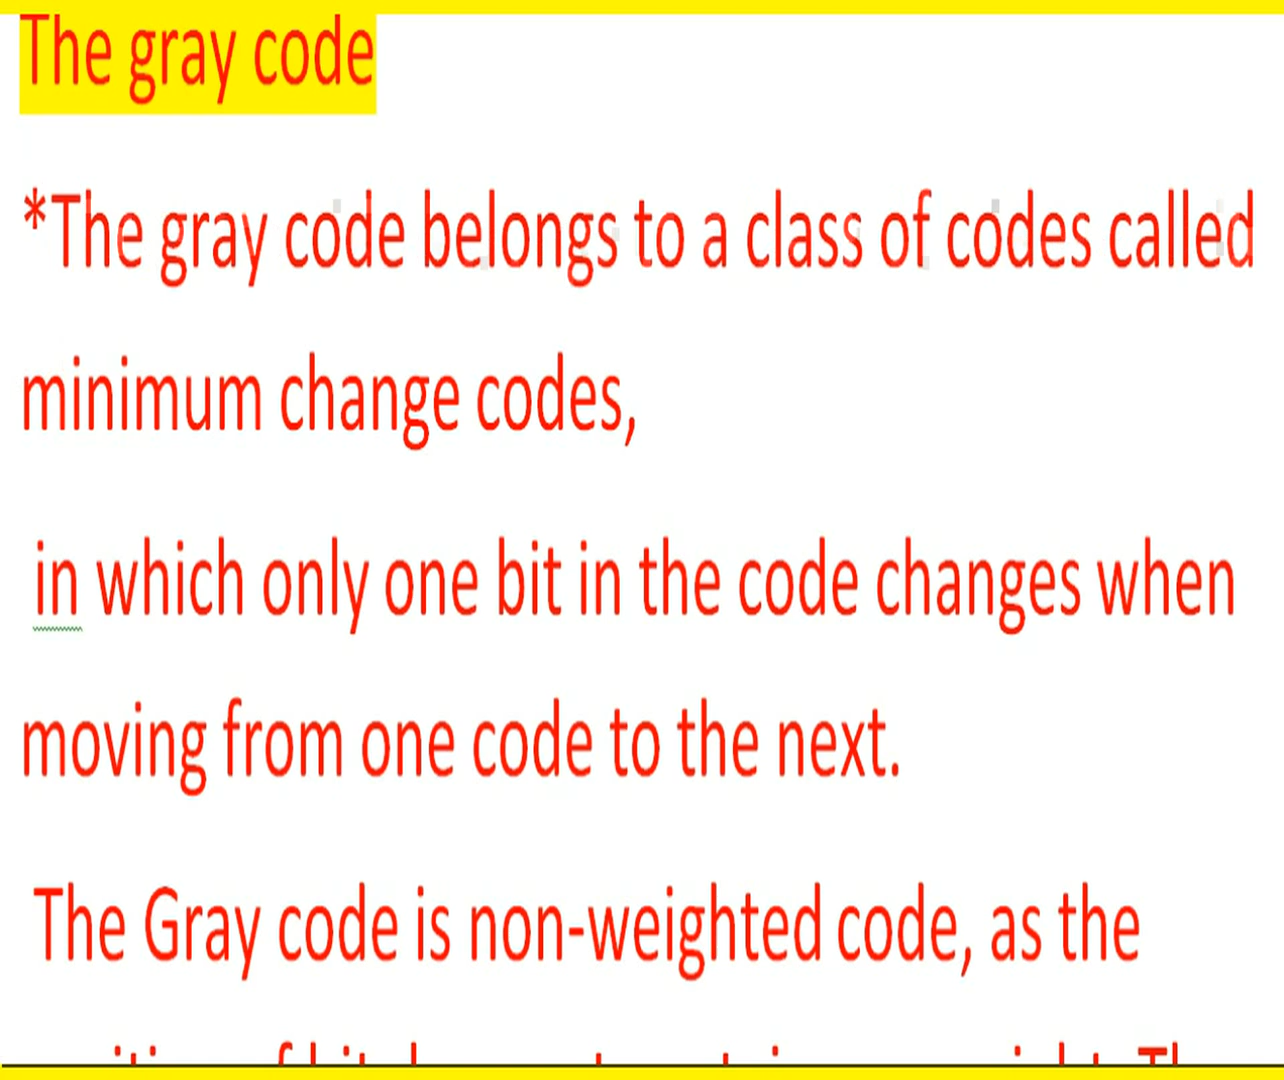 The gray code
*The gray code belongs to a class of codes called
minimum change codes,
in which only one bit in the code changes when
moving from one code to the next.
The Gray code is non-weighted code, as the